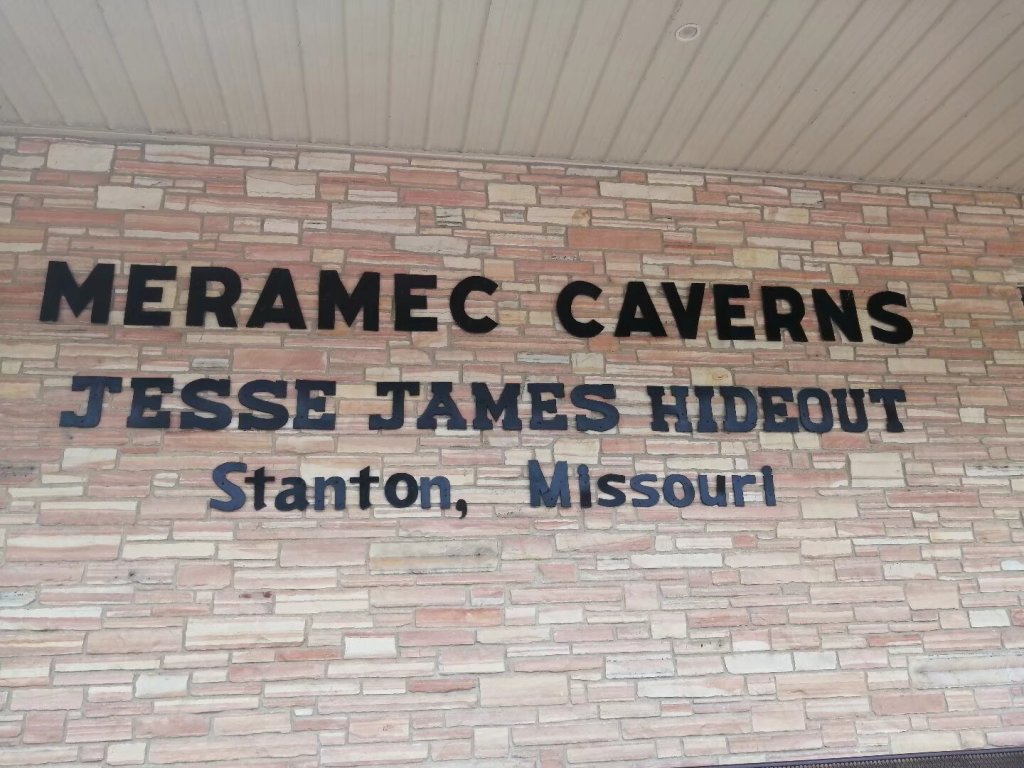 MERAMEC CAVERNS
JESSE JAMES HIDEOUT
Stanton, Missouri